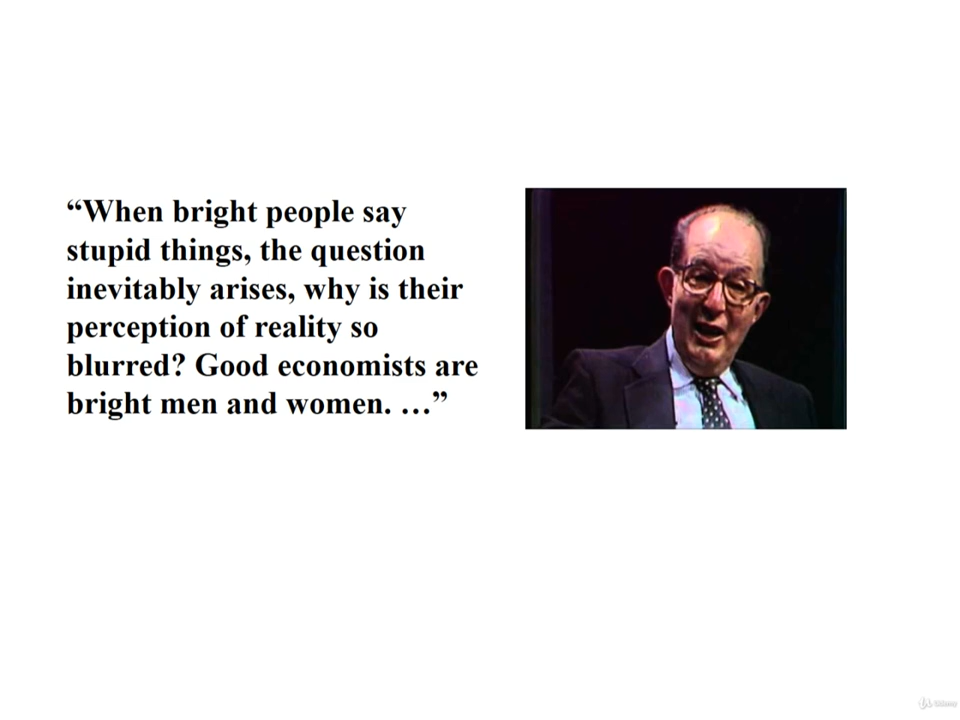 “When bright people say
stupid things, the question
inevitably arises, why is their
perception of reality so
blurred? Good economists are
bright men and women. …”
Udemy